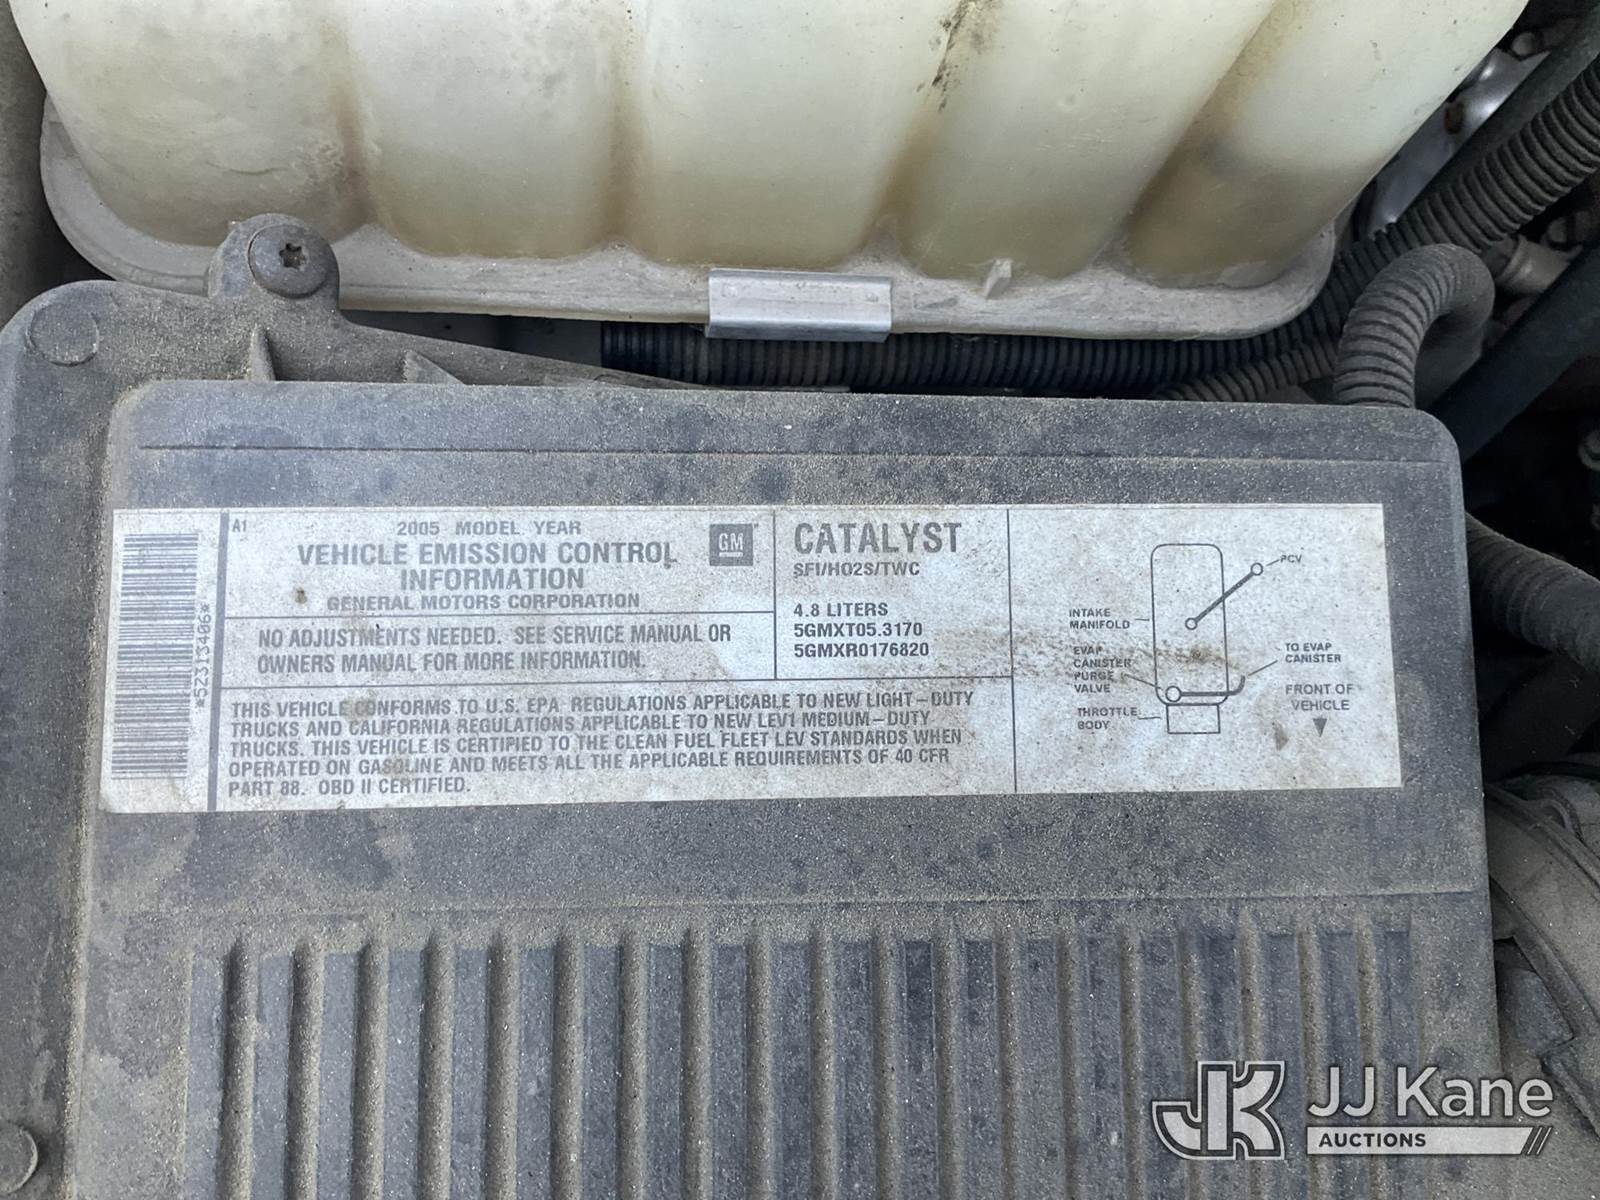 *52313406*
A1
2005 MODEL YEAR
VEHICLE EMISSION CONTROL
INFORMATION
GENERAL MOTORS CORPORATION
GM
NO ADJUSTMENTS NEEDED. SEE SERVICE MANUAL OR
OWNERS MANUAL FOR MORE INFORMATION.
CATALYST
SFI/HO2S/TWC
4.8 LITERS
5GMXT05.3170
5GMXR0176820
THIS VEHICLE CONFORMS TO U.S. EPA REGULATIONS APPLICABLE TO NEW LIGHT-DUTY
TRUCKS AND CALIFORNIA REGULATIONS APPLICABLE TO NEW LEV1 MEDIUM-DUTY
TRUCKS. THIS VEHICLE IS CERTIFIED TO THE CLEAN FUEL FLEET LEV STANDARDS WHEN
OPERATED ON GASOLINE AND MEETS ALL THE APPLICABLE REQUIREMENTS OF 40 CFR
PART 88. OBD II CERTIFIED.
PCV
INTAKE
MANIFOLD
EVAP
CANISTER
PURGE
VALVE
THROTTLE
BODY
TO EVAP
CANISTER
FRONT OF
VEHICLE
JK JJ Kane
AUCTIONS